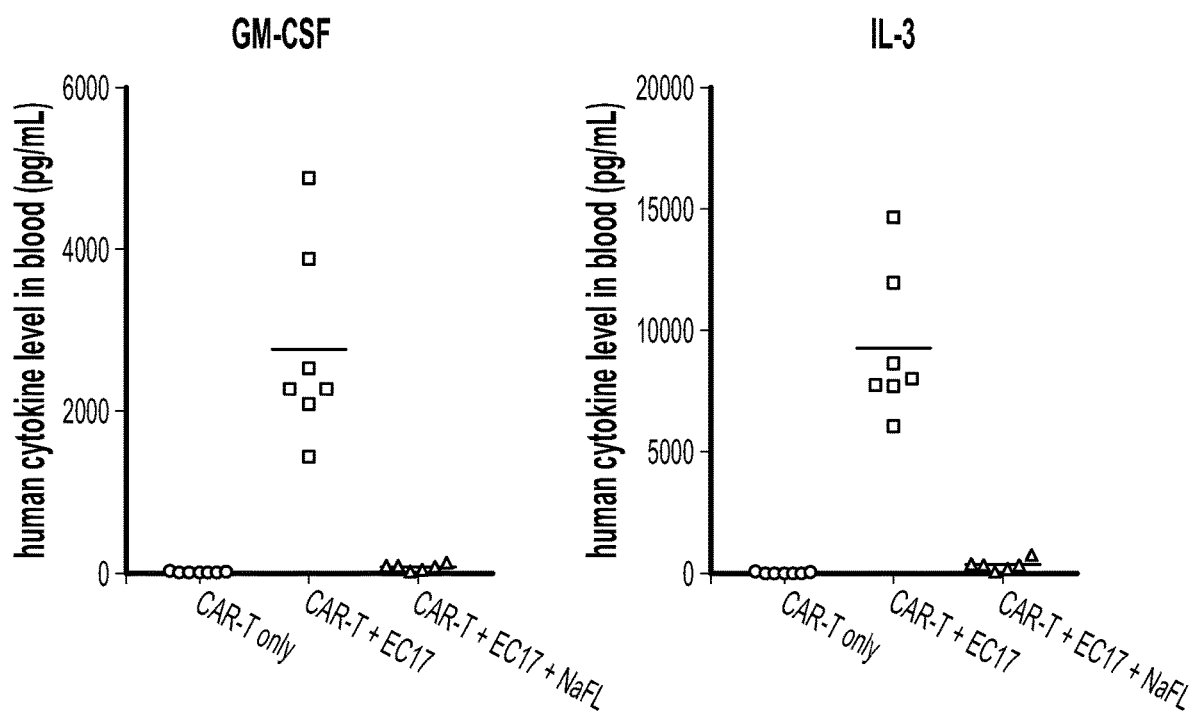 GM-CSF
human cytokine level in blood (pg/mL)
6000
4000
2000
0
CAR-T only
CAR-T + EC17
CAR-T + EC17 + NaFL
IL-3
human cytokine level in blood (pg/mL)
20000
15000
10000
5000
0
CAR-T only
CAR-T + EC17
CAR-T + EC17 + NaFL